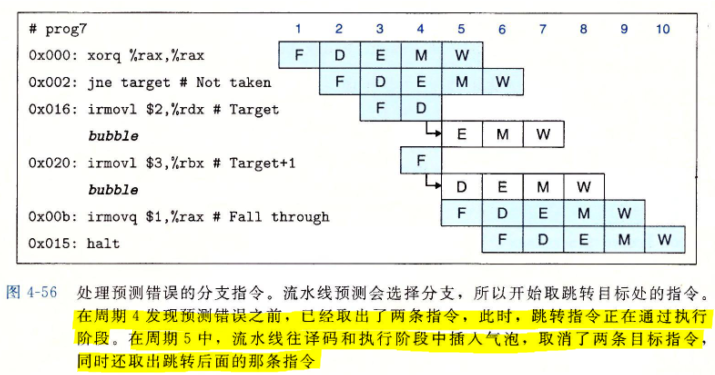 # prog7 1 2 3 4 5 6 7 8 9 10
0x000: xorq %rax,%rax F D E M W
0x002: jne target # Not taken F D E M W
0x016: irmovl $2,%rdx # Target F D
bubble E M W
0x020: irmovl $3,%rbx # Target+1 F
bubble D E M W
0x00b: irmovq $1,%rax # Fall through F D E M W
0x015: halt F D E M W
图 4-56 处理预测错误的分支指令。流水线预测会选择分支，所以开始取跳转目标处的指令。
在周期 4 发现预测错误之前，已经取出了两条指令，此时，跳转指令正在通过执行
阶段。在周期 5 中，流水线往译码和执行阶段中插入气泡，取消了两条目标指令，
同时还取出跳转后面的那条指令